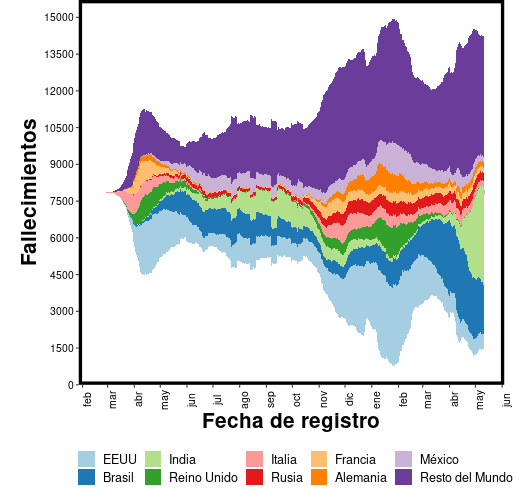 Fallecimientos
15000
13500
12000
10500
9000
7500
6000
4500
3000
1500
0
feb mar abr may jun jul ago sep oct nov dic ene feb mar abr may jun
Fecha de registro
EEUU India Italia Francia México
Brasil Reino Unido Rusia Alemania Resto del Mundo